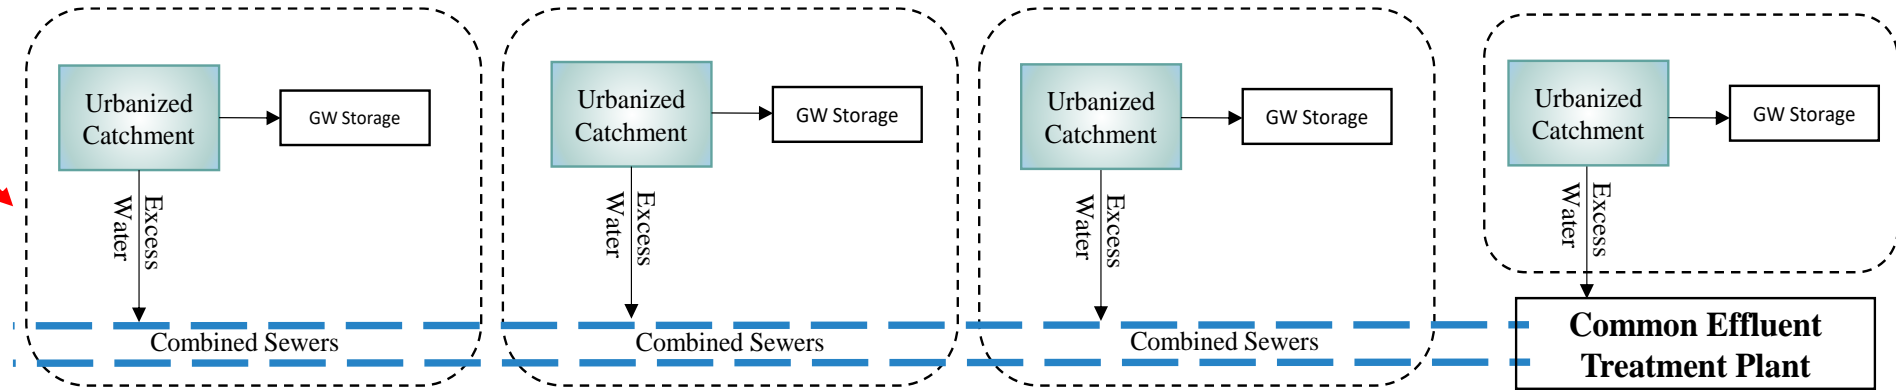 Urbanized
Catchment
GW Storage
Excess
Water
Combined Sewers
Urbanized
Catchment
GW Storage
Excess
Water
Combined Sewers
Urbanized
Catchment
GW Storage
Excess
Water
Combined Sewers
Urbanized
Catchment
GW Storage
Excess
Water
Common Effluent
Treatment Plant